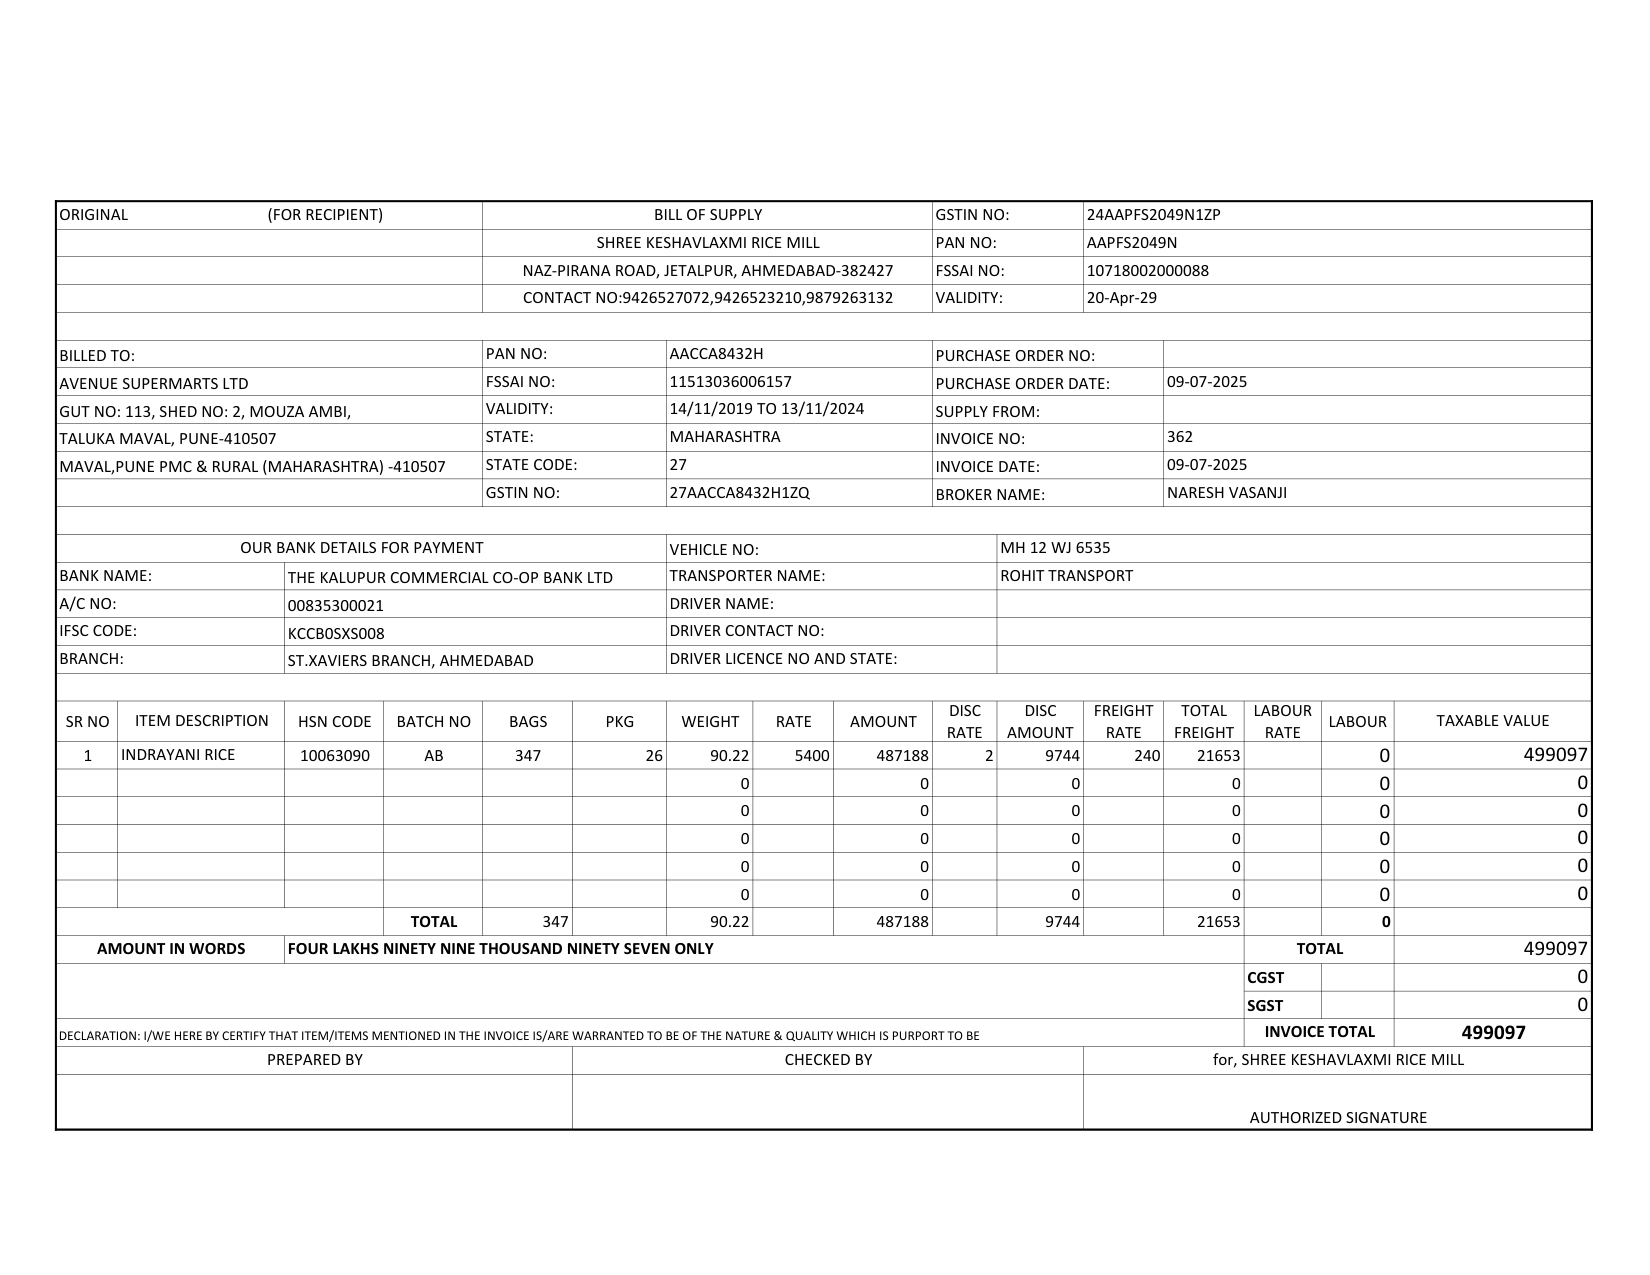 ORIGINAL (FOR RECIPIENT) BILL OF SUPPLY GSTIN NO: 24AAPFS2049N1ZP
SHREE KESHAVLAXMI RICE MILL PAN NO: AAPFS2049N
NAZ-PIRANA ROAD, JETALPUR, AHMEDABAD-382427 FSSAI NO: 10718002000088
CONTACT NO:9426527072,9426523210,9879263132 VALIDITY: 20-Apr-29
BILLED TO: PAN NO: AACCA8432H PURCHASE ORDER NO:
AVENUE SUPERMARTS LTD FSSAI NO: 11513036006157 PURCHASE ORDER DATE: 09-07-2025
GUT NO: 113, SHED NO: 2, MOUZA AMBI, VALIDITY: 14/11/2019 TO 13/11/2024 SUPPLY FROM:
TALUKA MAVAL, PUNE-410507 STATE: MAHARASHTRA INVOICE NO: 362
MAVAL,PUNE PMC & RURAL (MAHARASHTRA) -410507 STATE CODE: 27 INVOICE DATE: 09-07-2025
GSTIN NO: 27AACCA8432H1ZQ BROKER NAME: NARESH VASANJI
OUR BANK DETAILS FOR PAYMENT VEHICLE NO: MH 12 WJ 6535
BANK NAME: THE KALUPUR COMMERCIAL CO-OP BANK LTD TRANSPORTER NAME: ROHIT TRANSPORT
A/C NO: 00835300021 DRIVER NAME:
IFSC CODE: KCCB0SXS008 DRIVER CONTACT NO:
BRANCH: ST.XAVIERS BRANCH, AHMEDABAD DRIVER LICENCE NO AND STATE:
SR NO ITEM DESCRIPTION HSN CODE BATCH NO BAGS PKG WEIGHT RATE AMOUNT DISC RATE DISC AMOUNT FREIGHT RATE TOTAL FREIGHT LABOUR RATE LABOUR TAXABLE VALUE
1 INDRAYANI RICE 10063090 AB 347 26 90.22 5400 487188 2 9744 240 21653 0 499097
0 0 0 0 0 0
0 0 0 0 0 0
0 0 0 0 0 0
0 0 0 0 0 0
0 0 0 0 0 0
TOTAL 347 90.22 487188 9744 21653 0
AMOUNT IN WORDS FOUR LAKHS NINETY NINE THOUSAND NINETY SEVEN ONLY TOTAL 499097
CGST 0
SGST 0
DECLARATION: I/WE HERE BY CERTIFY THAT ITEM/ITEMS MENTIONED IN THE INVOICE IS/ARE WARRANTED TO BE OF THE NATURE & QUALITY WHICH IS PURPORT TO BE INVOICE TOTAL 499097
PREPARED BY CHECKED BY for, SHREE KESHAVLAXMI RICE MILL
AUTHORIZED SIGNATURE